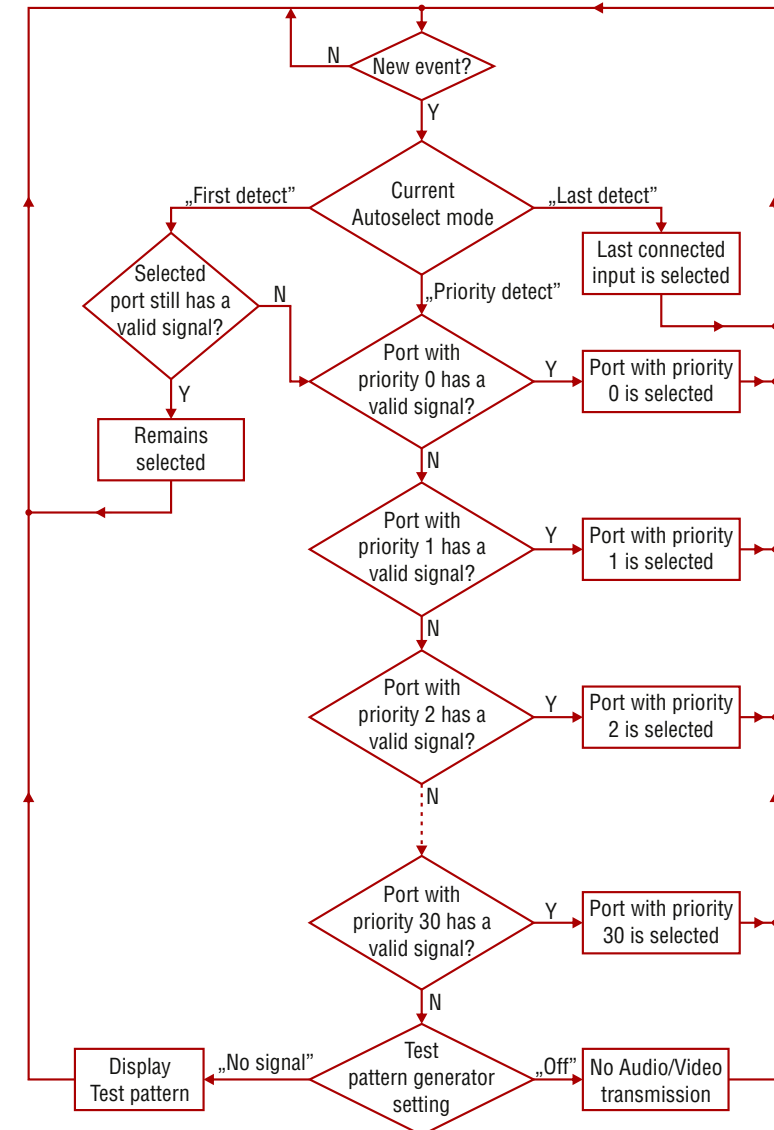 N
New event?
Y
„First detect”
Current
Autoselect mode
„Last detect”
Last connected
input is selected
Selected
port still has a
valid signal?
N
„Priority detect”
Y
Remains
selected
Port with
priority 0 has a
valid signal?
Y
Port with priority
0 is selected
N
Port with
priority 1 has a
valid signal?
Y
Port with priority
1 is selected
N
Port with
priority 2 has a
valid signal?
Y
Port with priority
2 is selected
N
Port with
priority 30 has a
valid signal?
Y
Port with priority
30 is selected
N
Display
Test pattern
„No signal”
Test
pattern generator
setting
„Off”
No Audio/Video
transmission